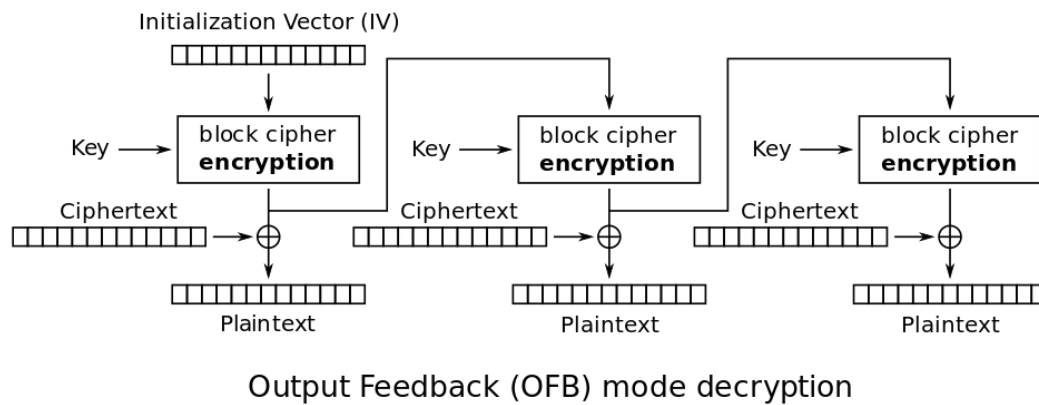 Initialization Vector (IV)
Key
block cipher
encryption
Key
block cipher
encryption
Key
block cipher
encryption
Ciphertext
Ciphertext
Ciphertext
Plaintext
Plaintext
Plaintext
Output Feedback (OFB) mode decryption